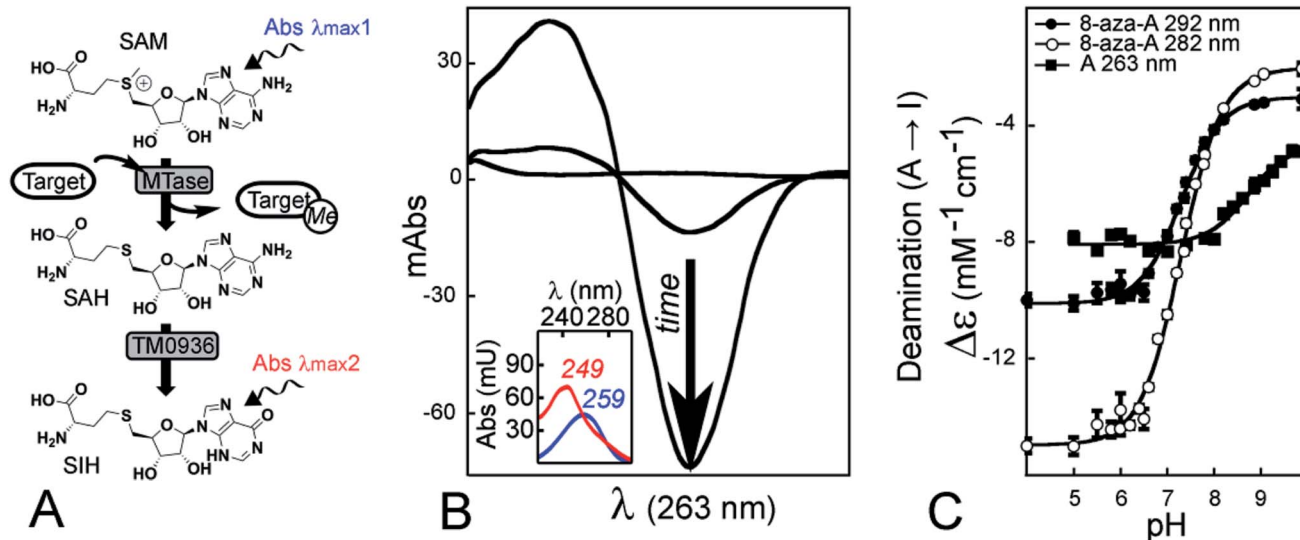 Abs λmax1
SAM
HO
O
H₂N
S
⊕
O
N
N
NH₂
N
N
HO
OH
Target
MTase
Target
Me
HO
O
H₂N
S
O
N
N
NH₂
N
N
SAH
HO
OH
TM0936
Abs λmax2
HO
O
H₂N
S
O
N
N
O
HN
N
SIH
HO
OH
A
mAbs
30
0
-30
-60
time
λ (nm)
240
280
Abs (mU)
90
60
30
249
259
λ (263 nm)
B
8-aza-A 292 nm
8-aza-A 282 nm
A 263 nm
Deamination (A → I)
Δε (mM⁻¹ cm⁻¹)
-4
-8
-12
5 6 7 8 9
pH
C